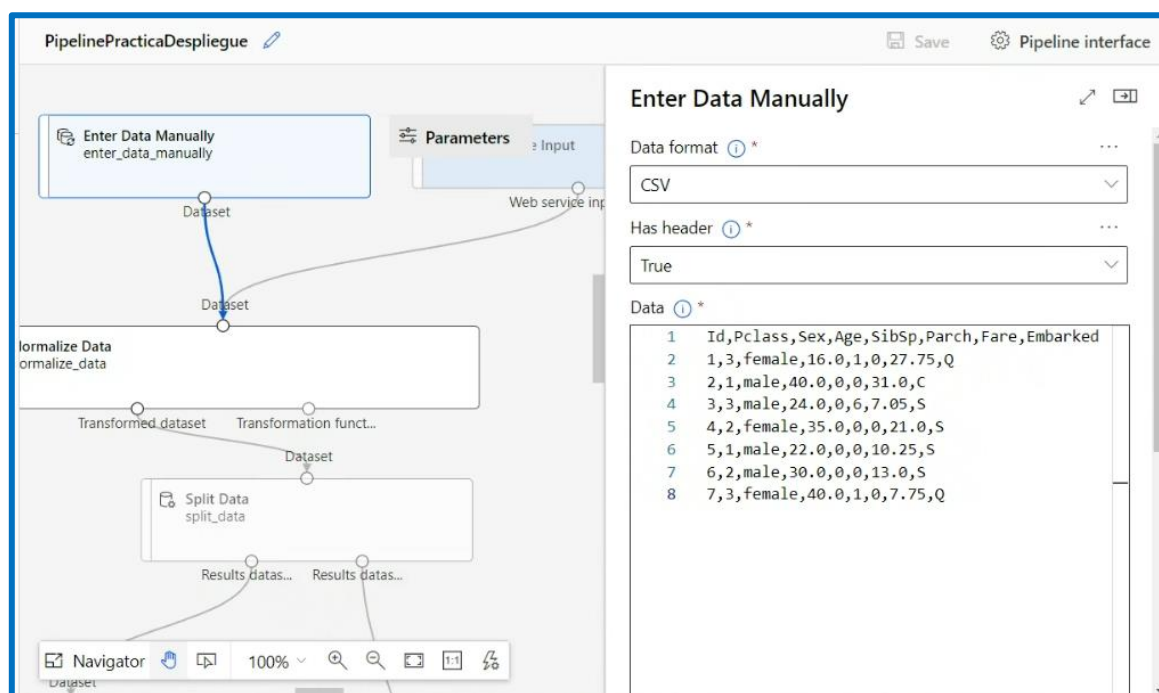 PipelinePracticaDespliegue
Save
Pipeline interface
Enter Data Manually
enter_data_manually
Parameters
e Input
Dataset
Web service inp
Dataset
Normalize Data
ormalize_data
Transformed dataset
Transformation funct...
Dataset
Split Data
split_data
Results datas...
Results datas...
Navigator
100%
1:1
Dataset
Enter Data Manually
Data format *
CSV
Has header *
True
Data *
1 Id,Pclass,Sex,Age,SibSp,Parch,Fare,Embarked
2 1,3,female,16.0,1,0,27.75,Q
3 2,1,male,40.0,0,0,31.0,C
4 3,3,male,24.0,0,6,7.05,S
5 4,2,female,35.0,0,0,21.0,S
6 5,1,male,22.0,0,0,10.25,S
7 6,2,male,30.0,0,0,13.0,S
8 7,3,female,40.0,1,0,7.75,Q